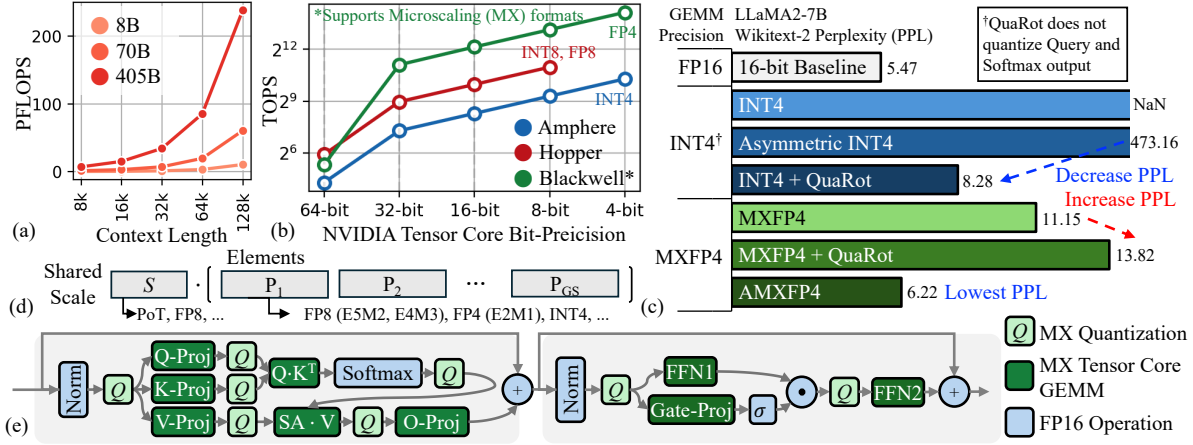 PFLOPS
200
100
0
8B
70B
405B
8k
16k
32k
64k
128k
Context Length
(a)
*Supports Microscaling (MX) formats
TOPS
2^12
2^9
2^6
FP4
INT8, FP8
INT4
Amphere
Hopper
Blackwell*
64-bit
32-bit
16-bit
8-bit
4-bit
NVIDIA Tensor Core Bit-Preicision
(b)
GEMM
Precision
LLaMA2-7B
Wikitext-2 Perplexity (PPL)
†QuaRot does not
quantize Query and
Softmax output
FP16
16-bit Baseline
5.47
INT4†
INT4
NaN
Asymmetric INT4
473.16
INT4 + QuaRot
8.28
Decrease PPL
Increase PPL
MXFP4
MXFP4
11.15
MXFP4 + QuaRot
13.82
AMXFP4
6.22
Lowest PPL
(c)
Shared
Scale
Elements
S
·
P1
P2
...
PGS
PoT, FP8, ...
FP8 (E5M2, E4M3), FP4 (E2M1), INT4, ...
(d)
Norm
Q
Q-Proj
Q
K-Proj
Q
V-Proj
Q
Q·K^T
Softmax
Q
SA · V
Q
O-Proj
+
Norm
Q
FFN1
Gate-Proj
σ
Q
FFN2
+
(e)
Q MX Quantization
MX Tensor Core
GEMM
FP16 Operation